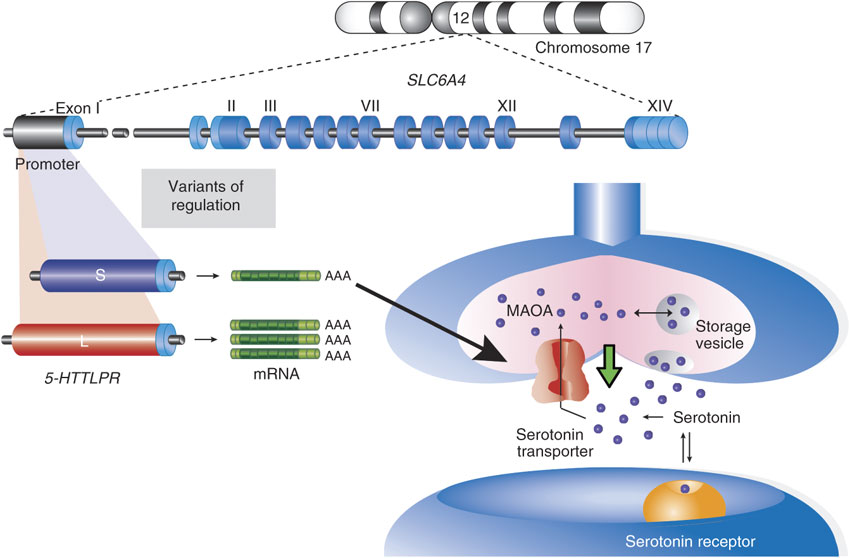 12
Chromosome 17
SLC6A4
Exon I
II
III
VII
XII
XIV
Promoter
Variants of
regulation
S
AAA
L
AAA
AAA
AAA
5-HTTLPR
mRNA
MAOA
Storage
vesicle
Serotonin
transporter
Serotonin
Serotonin receptor